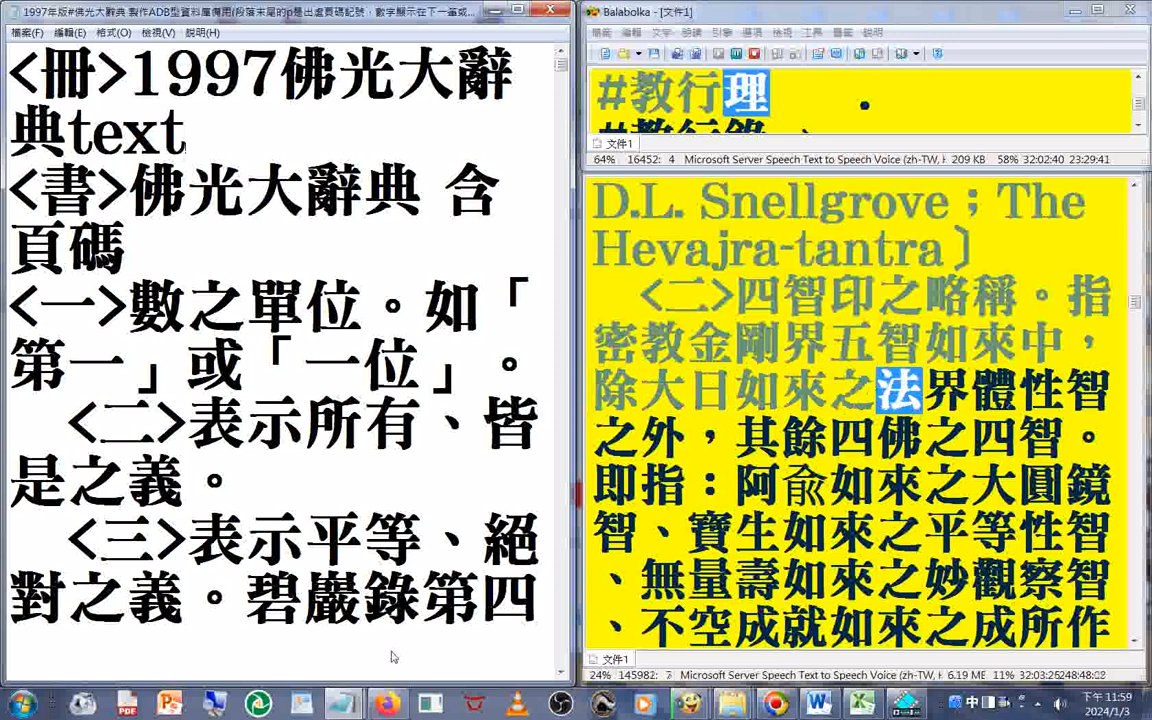 1997年版#佛光大辭典 製作ADB型資料庫備用(段落末尾的p是出處頁碼記號，數字顯示在下一筆或...
檔案(F) 編輯(E) 格式(O) 檢視(V) 說明(H)
<冊>1997佛光大辭
典text
<書>佛光大辭典 含
頁碼
<一>數之單位。如「
第一」或「一位」。
<二>表示所有、皆
是之義。
<三>表示平等、絕
對之義。碧巖錄第四
Balabolka - [文件1]
#教行理
#教行錄、
文件1
64% 16452: 4 Microsoft Server Speech Text to Speech Voice (zh-TW, H 209 KB 58% 32:02:40 23:29:41
D.L. Snellgrove；The
Hevajra-tantra〕
<二>四智印之略稱。指
密教金剛界五智如來中，
除大日如來之法界體性智
之外，其餘四佛之四智。
即指：阿閦如來之大圓鏡
智、寶生如來之平等性智
、無量壽如來之妙觀察智
、不空成就如來之成所作
文件1
24% 145982: 7 Microsoft Server Speech Text to Speech Voice (zh-TW, H 6.19 MB 11%
中
下午 11:59
2024/1/3